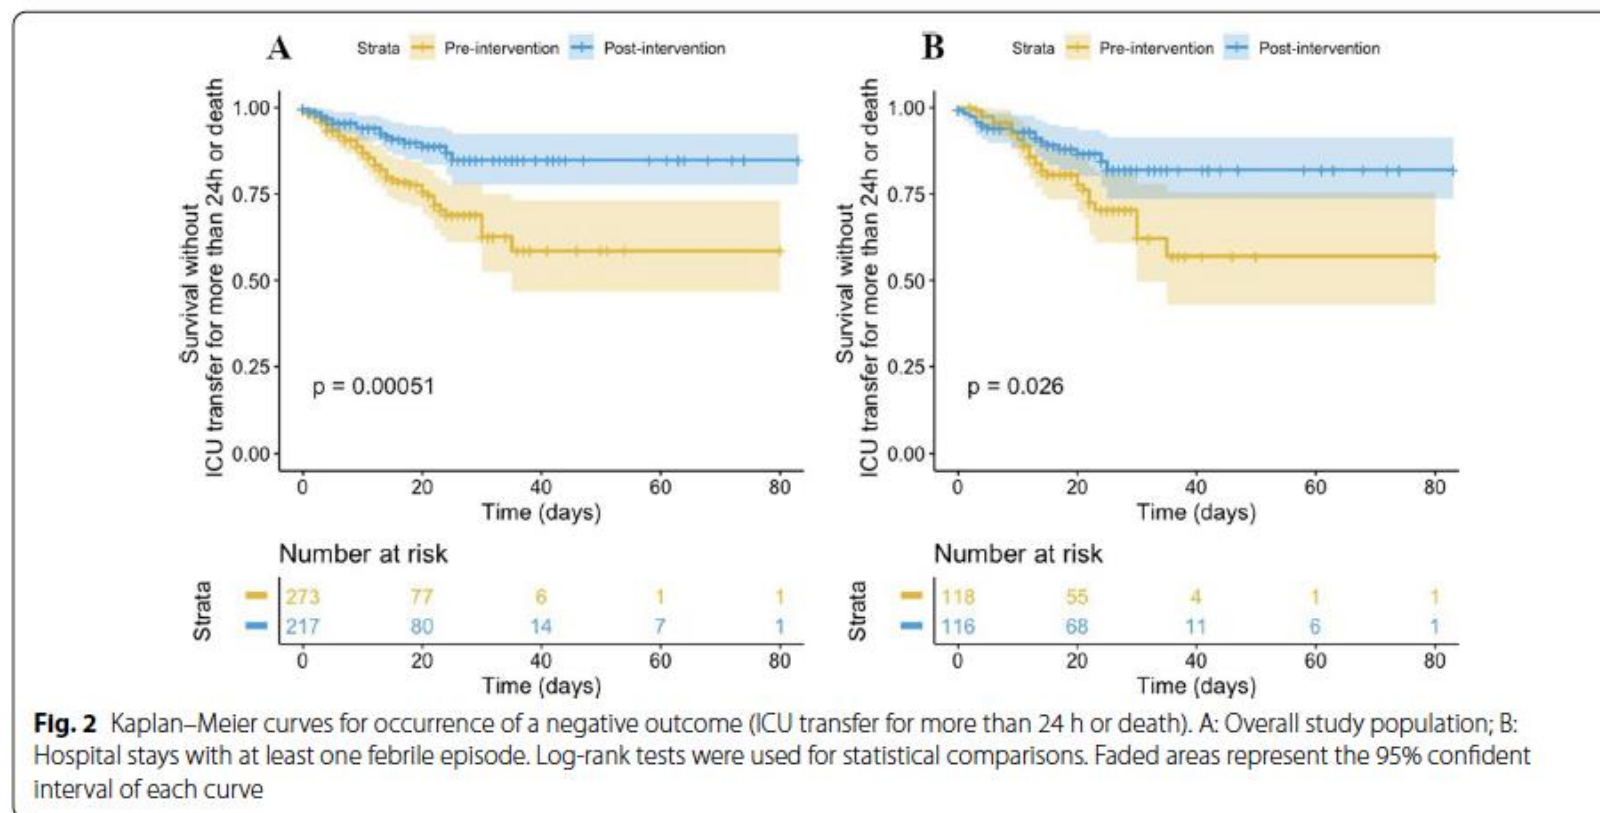 A
Strata Pre-intervention Post-intervention
Survival without
ICU transfer for more than 24h or death
1.00
0.75
0.50
0.25
0.00
p = 0.00051
0 20 40 60 80
Time (days)
Number at risk
Strata
273 77 6 1 1
217 80 14 7 1
0 20 40 60 80
Time (days)
B
Strata Pre-intervention Post-intervention
Survival without
ICU transfer for more than 24h or death
1.00
0.75
0.50
0.25
0.00
p = 0.026
0 20 40 60 80
Time (days)
Number at risk
Strata
118 55 4 1 1
116 68 11 6 1
0 20 40 60 80
Time (days)
Fig. 2 Kaplan–Meier curves for occurrence of a negative outcome (ICU transfer for more than 24 h or death). A: Overall study population; B:
Hospital stays with at least one febrile episode. Log-rank tests were used for statistical comparisons. Faded areas represent the 95% confident
interval of each curve